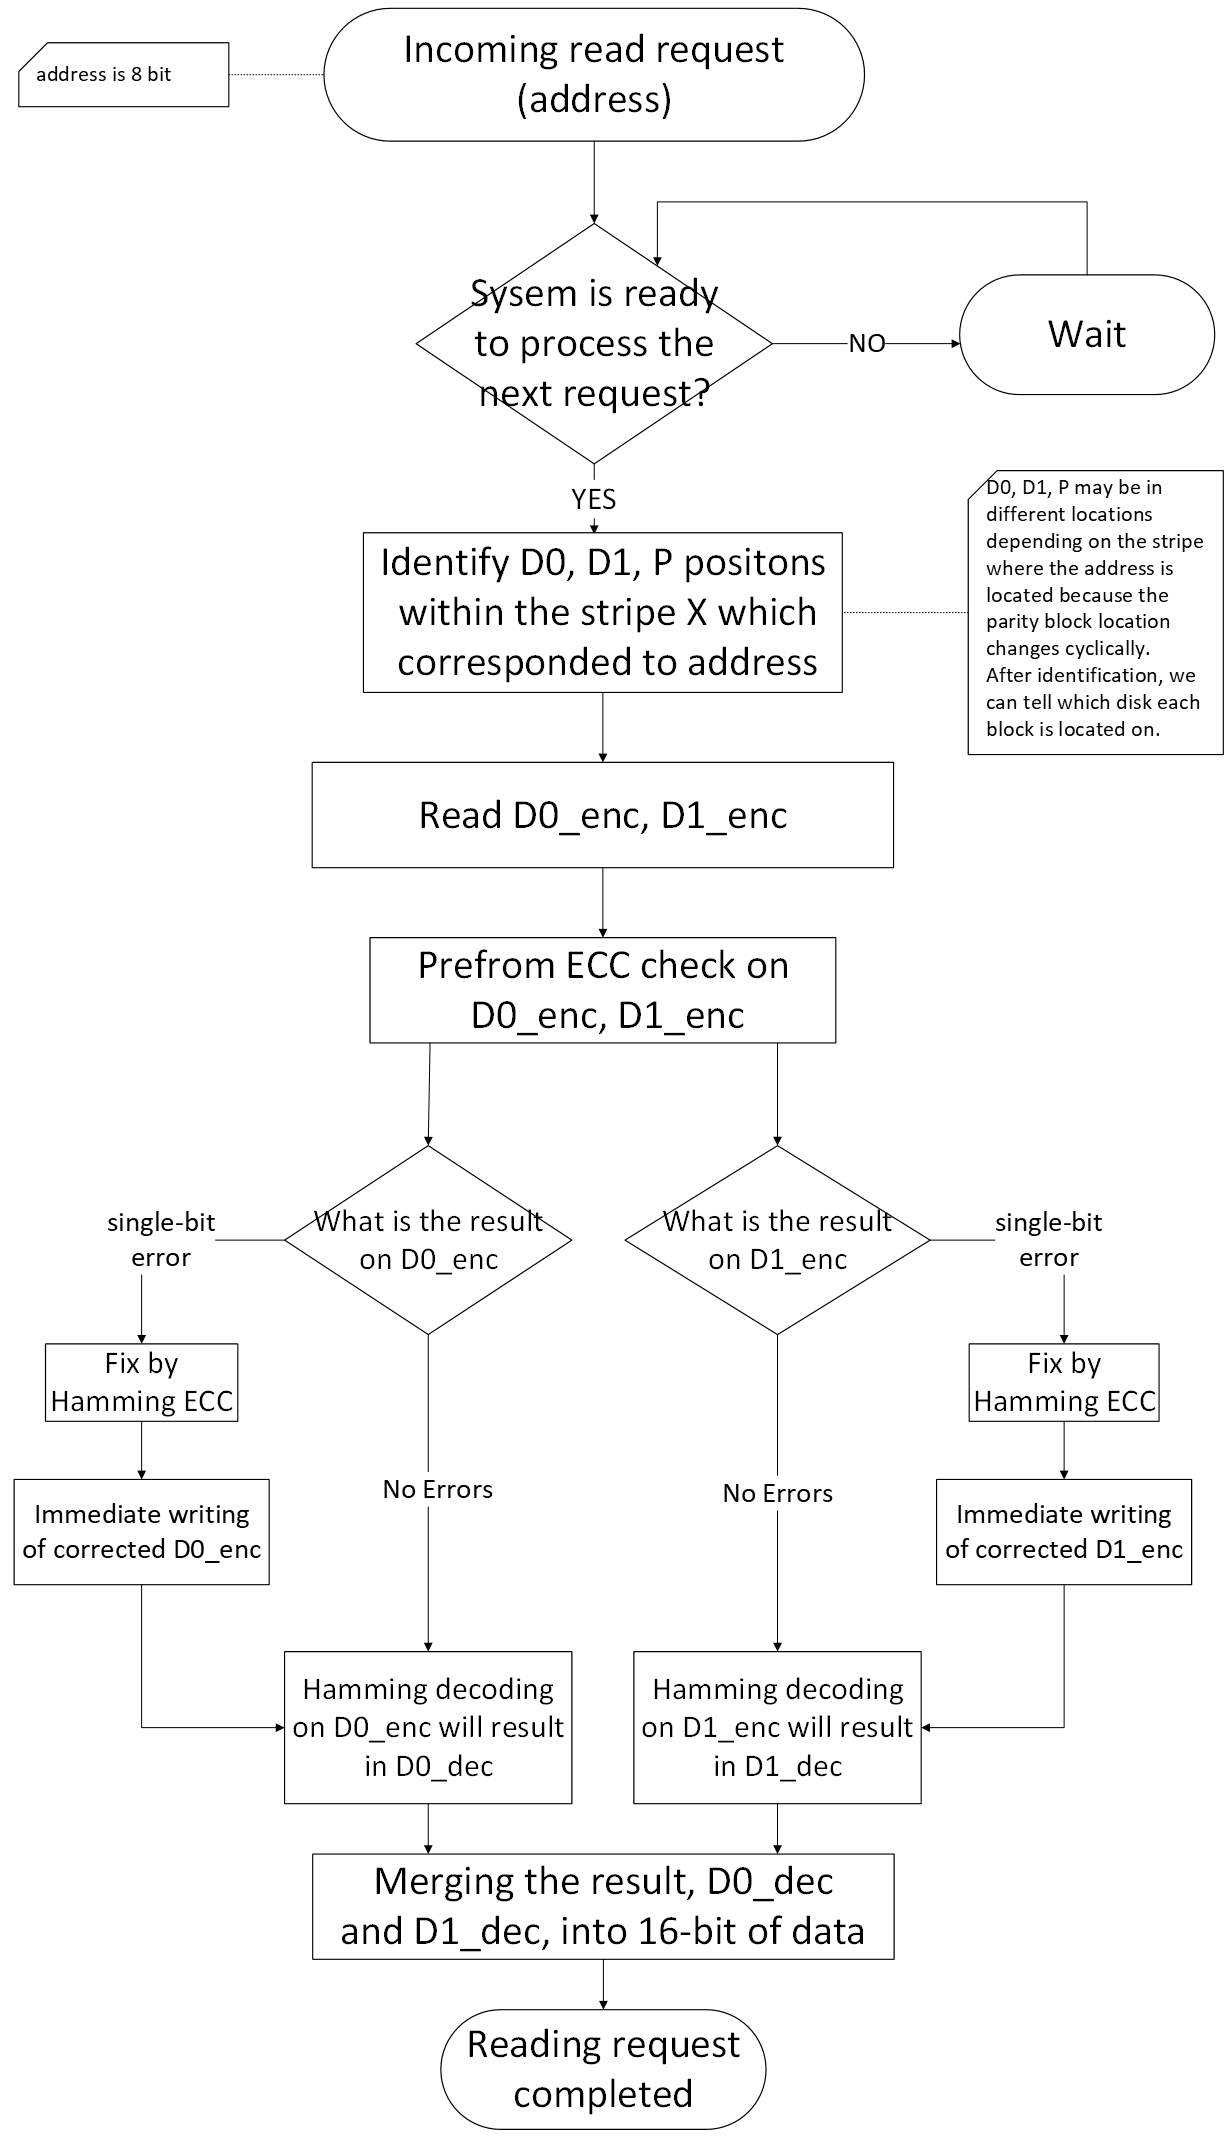 address is 8 bit
Incoming read request
(address)
Sysem is ready
to process the
next request?
NO
Wait
YES
Identify D0, D1, P positons
within the stripe X which
corresponded to address
D0, D1, P may be in
different locations
depending on the stripe
where the address is
located because the
parity block location
changes cyclically.
After identification, we
can tell which disk each
block is located on.
Read D0_enc, D1_enc
Prefrom ECC check on
D0_enc, D1_enc
single-bit
error
What is the result
on D0_enc
What is the result
on D1_enc
single-bit
error
Fix by
Hamming ECC
Fix by
Hamming ECC
No Errors
No Errors
Immediate writing
of corrected D0_enc
Immediate writing
of corrected D1_enc
Hamming decoding
on D0_enc will result
in D0_dec
Hamming decoding
on D1_enc will result
in D1_dec
Merging the result, D0_dec
and D1_dec, into 16-bit of data
Reading request
completed